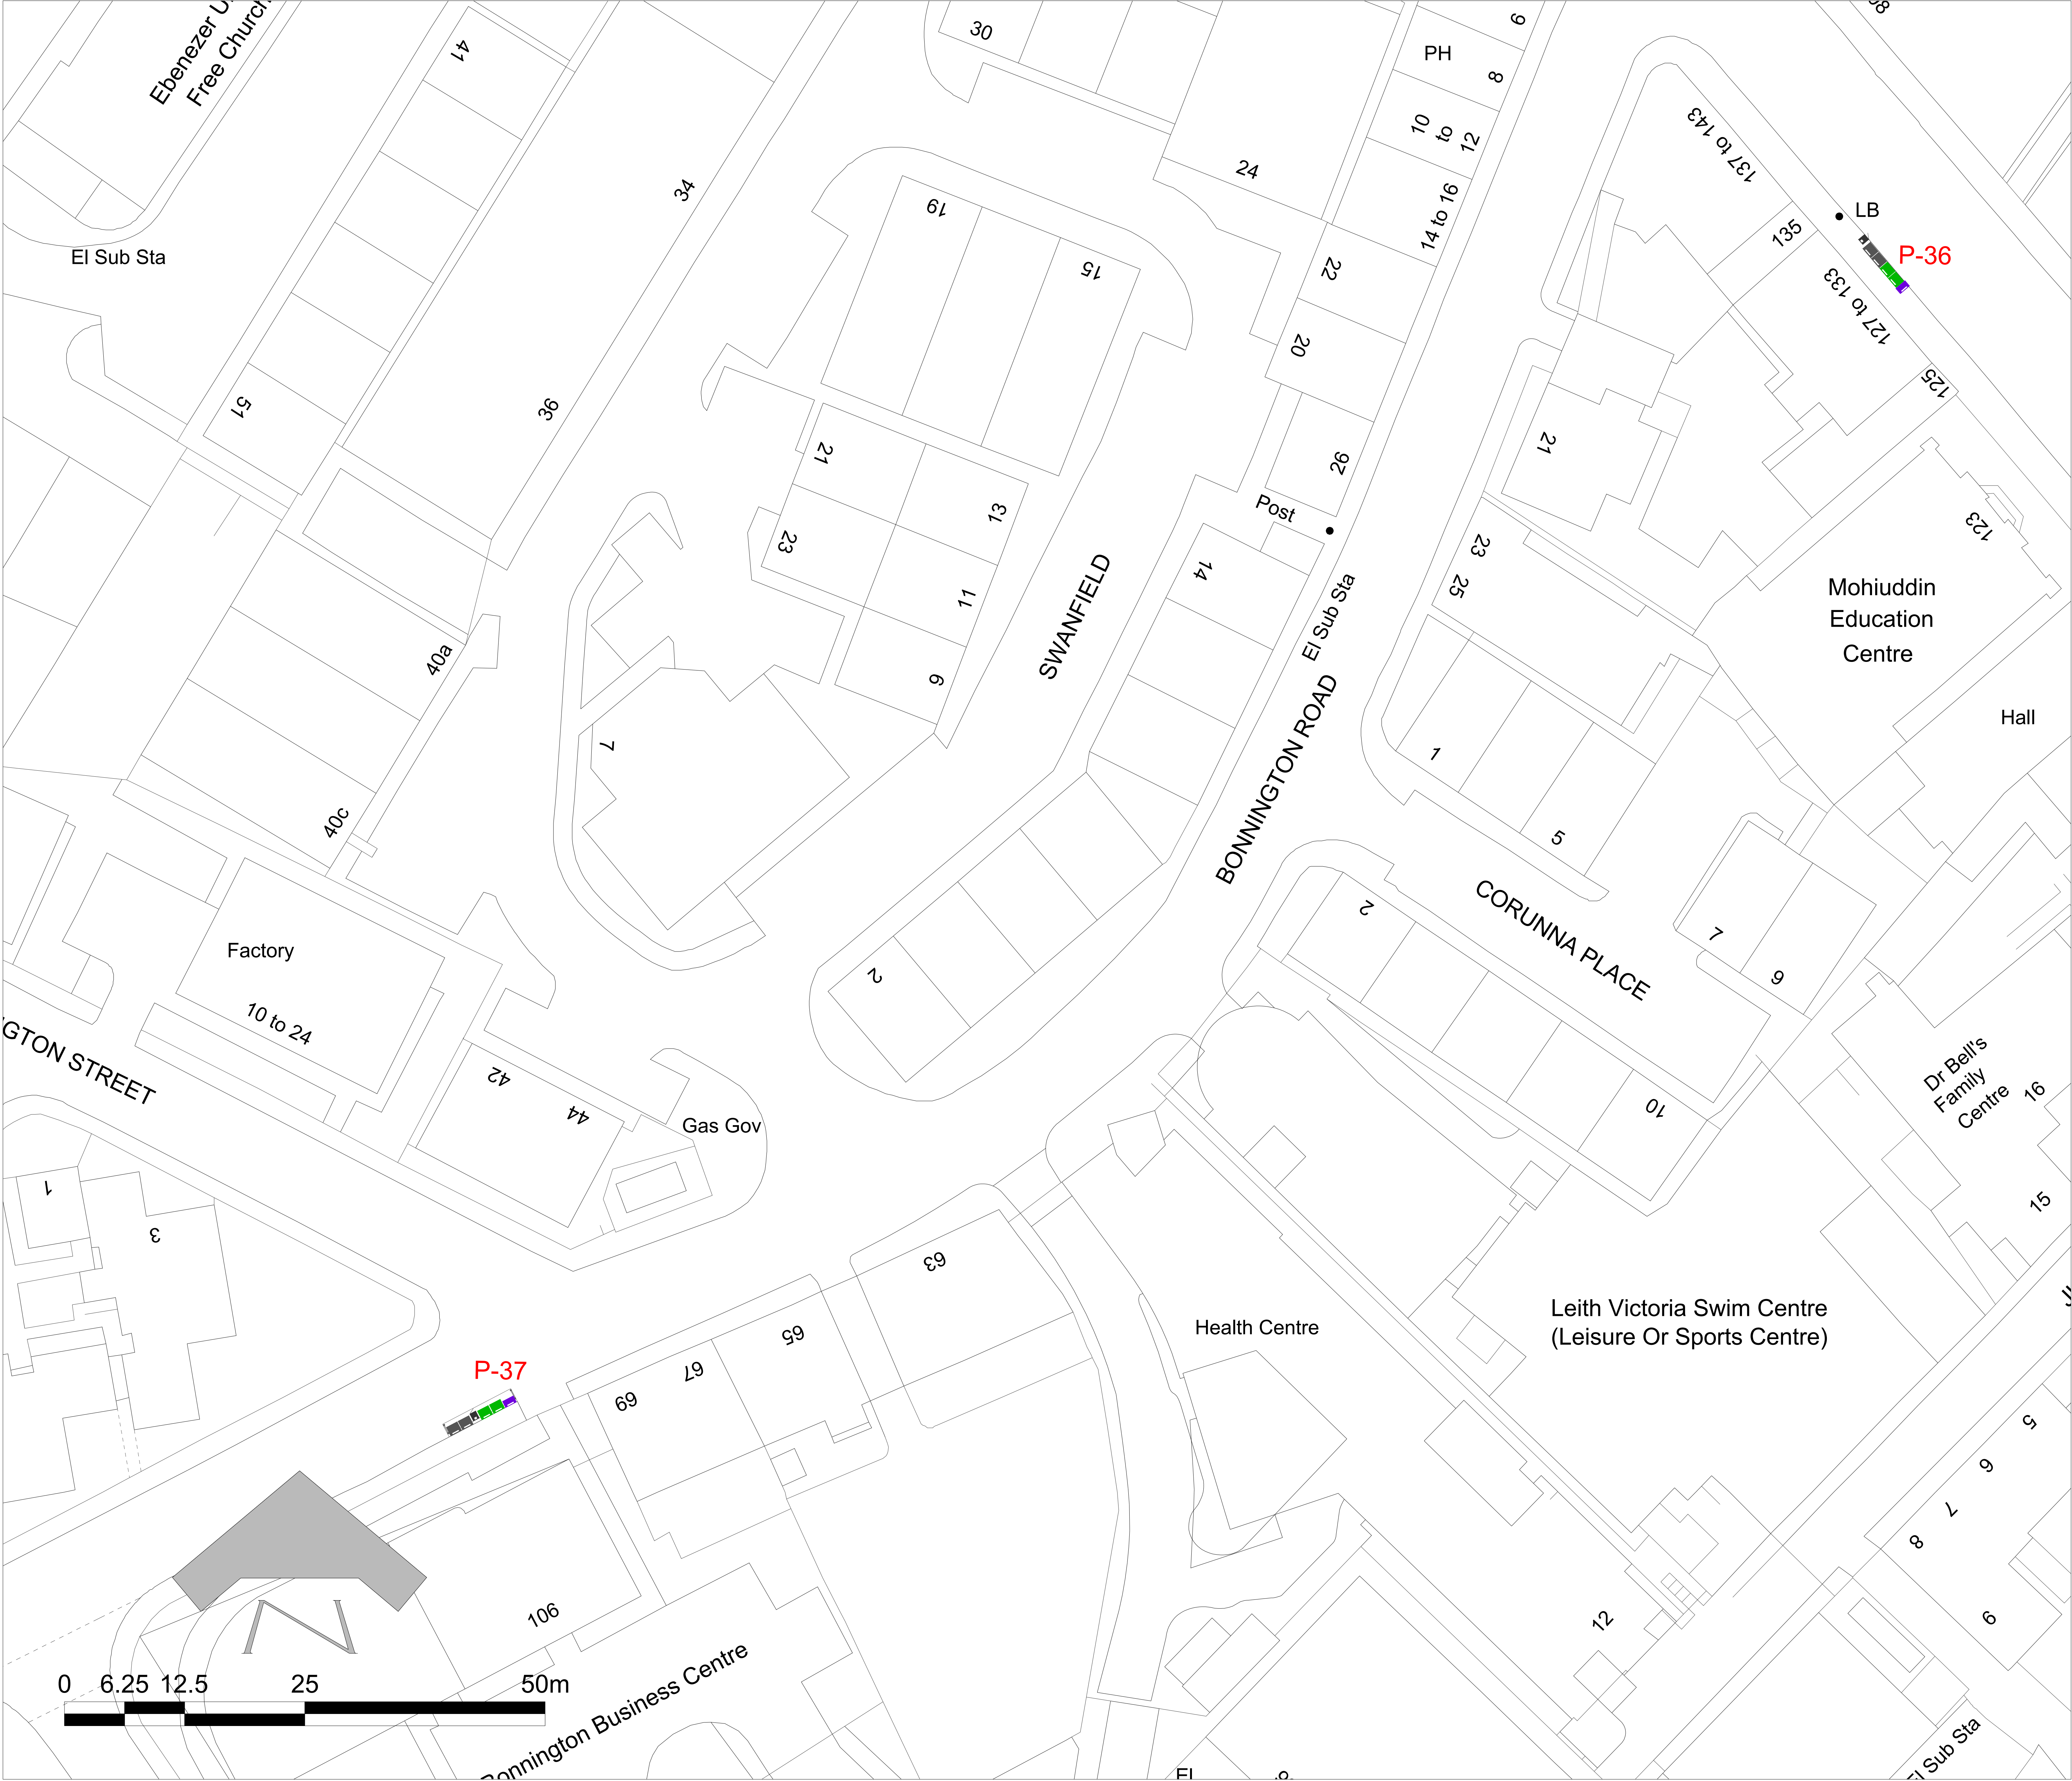 Ebenezer U
Free Church
41
30
PH
6
8
10
to
12
98
137 to 143
34
24
14 to 16
19
15
22
LB
135
P-36
127 to 133
125
El Sub Sta
51
36
21
20
26
21
Post
13
23
14
23
25
123
Mohiuddin
Education
Centre
11
SWANFIELD
El Sub Sta
40a
9
7
BONNINGTON ROAD
1
Hall
40c
5
2
CORUNNA PLACE
7
9
Factory
10 to 24
2
GTON STREET
42
44
Gas Gov
10
Dr Bell's
Family
Centre
16
1
3
15
63
65
67
69
Health Centre
Leith Victoria Swim Centre
(Leisure Or Sports Centre)
P-37
5
6
7
8
9
12
106
N
0 6.25 12.5 25 50m
Bonnington Business Centre
El
El Sub Sta